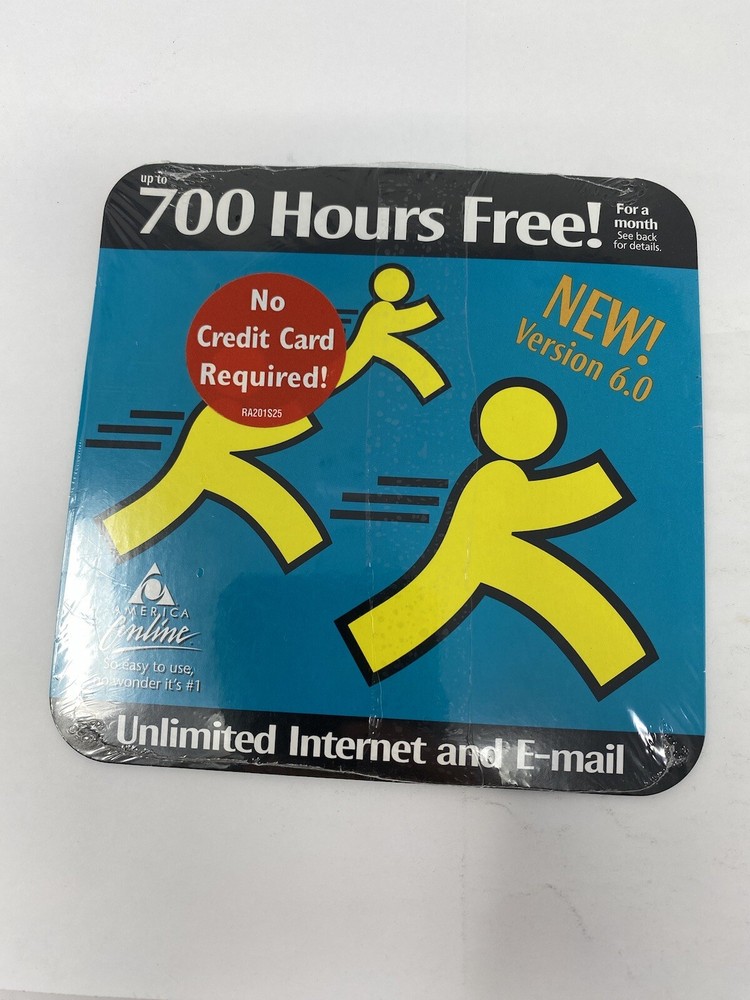 up to
700 Hours Free!
For a
month
See back
for details.
No
Credit Card
Required!
RA201S25
NEW!
Version 6.0
AMERICA
Online
So easy to use,
no wonder it's #1
Unlimited Internet and E-mail